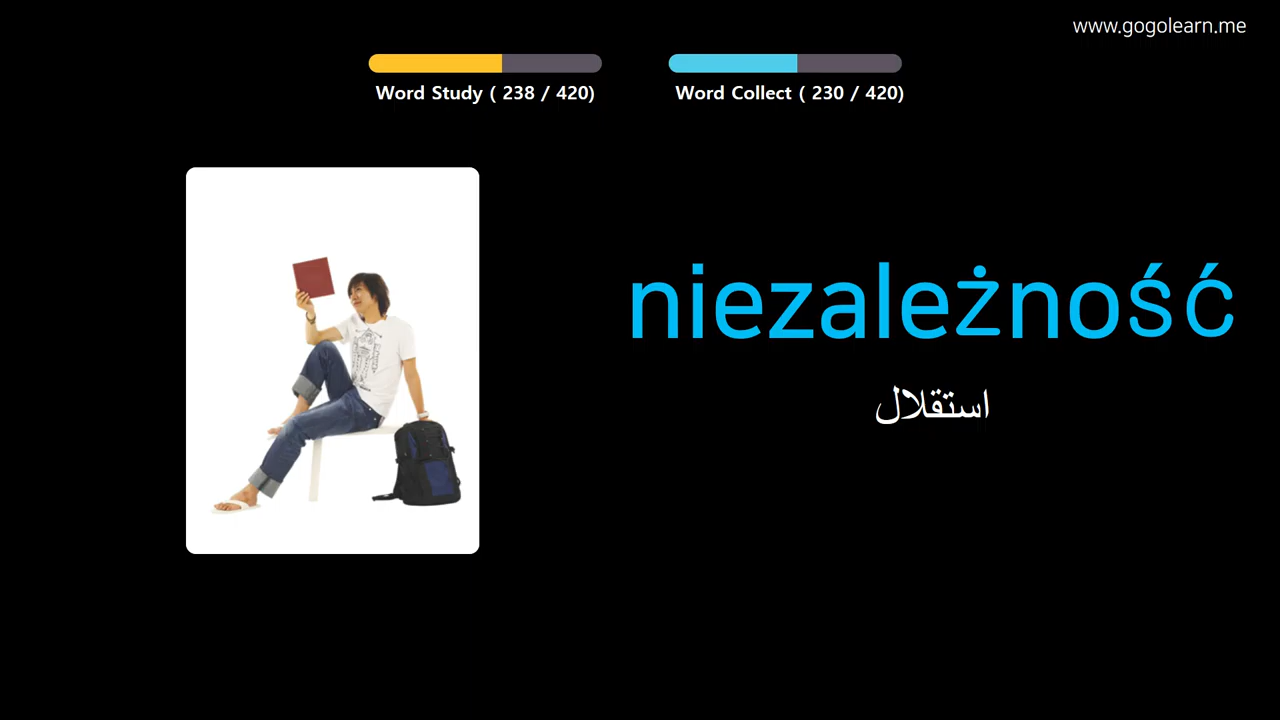 www.gogolearn.me
Word Study ( 238 / 420)
Word Collect ( 230 / 420)
niezależność
استقلال